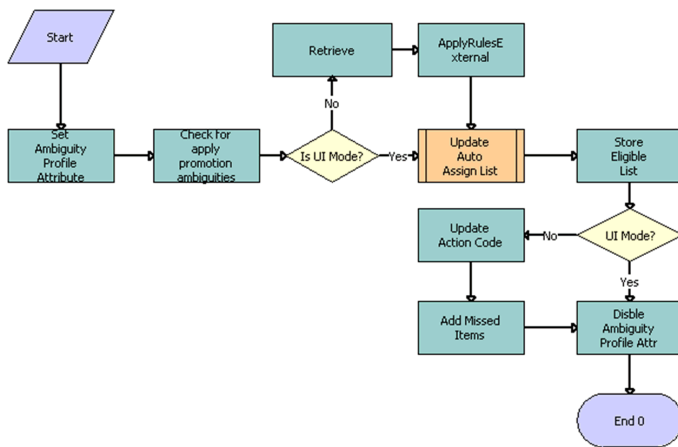 Start
Retrieve
ApplyRulesE
xternal
No
Set
Ambiguity
Profile
Attribute
Check for
apply
promotion
ambiguities
Is UI Mode?
Yes
Update
Auto
Assign List
Store
Eligible
List
Update
Action Code
No
UI Mode?
Yes
Add Missed
Items
Disble
Ambiguity
Profile Attr
End 0